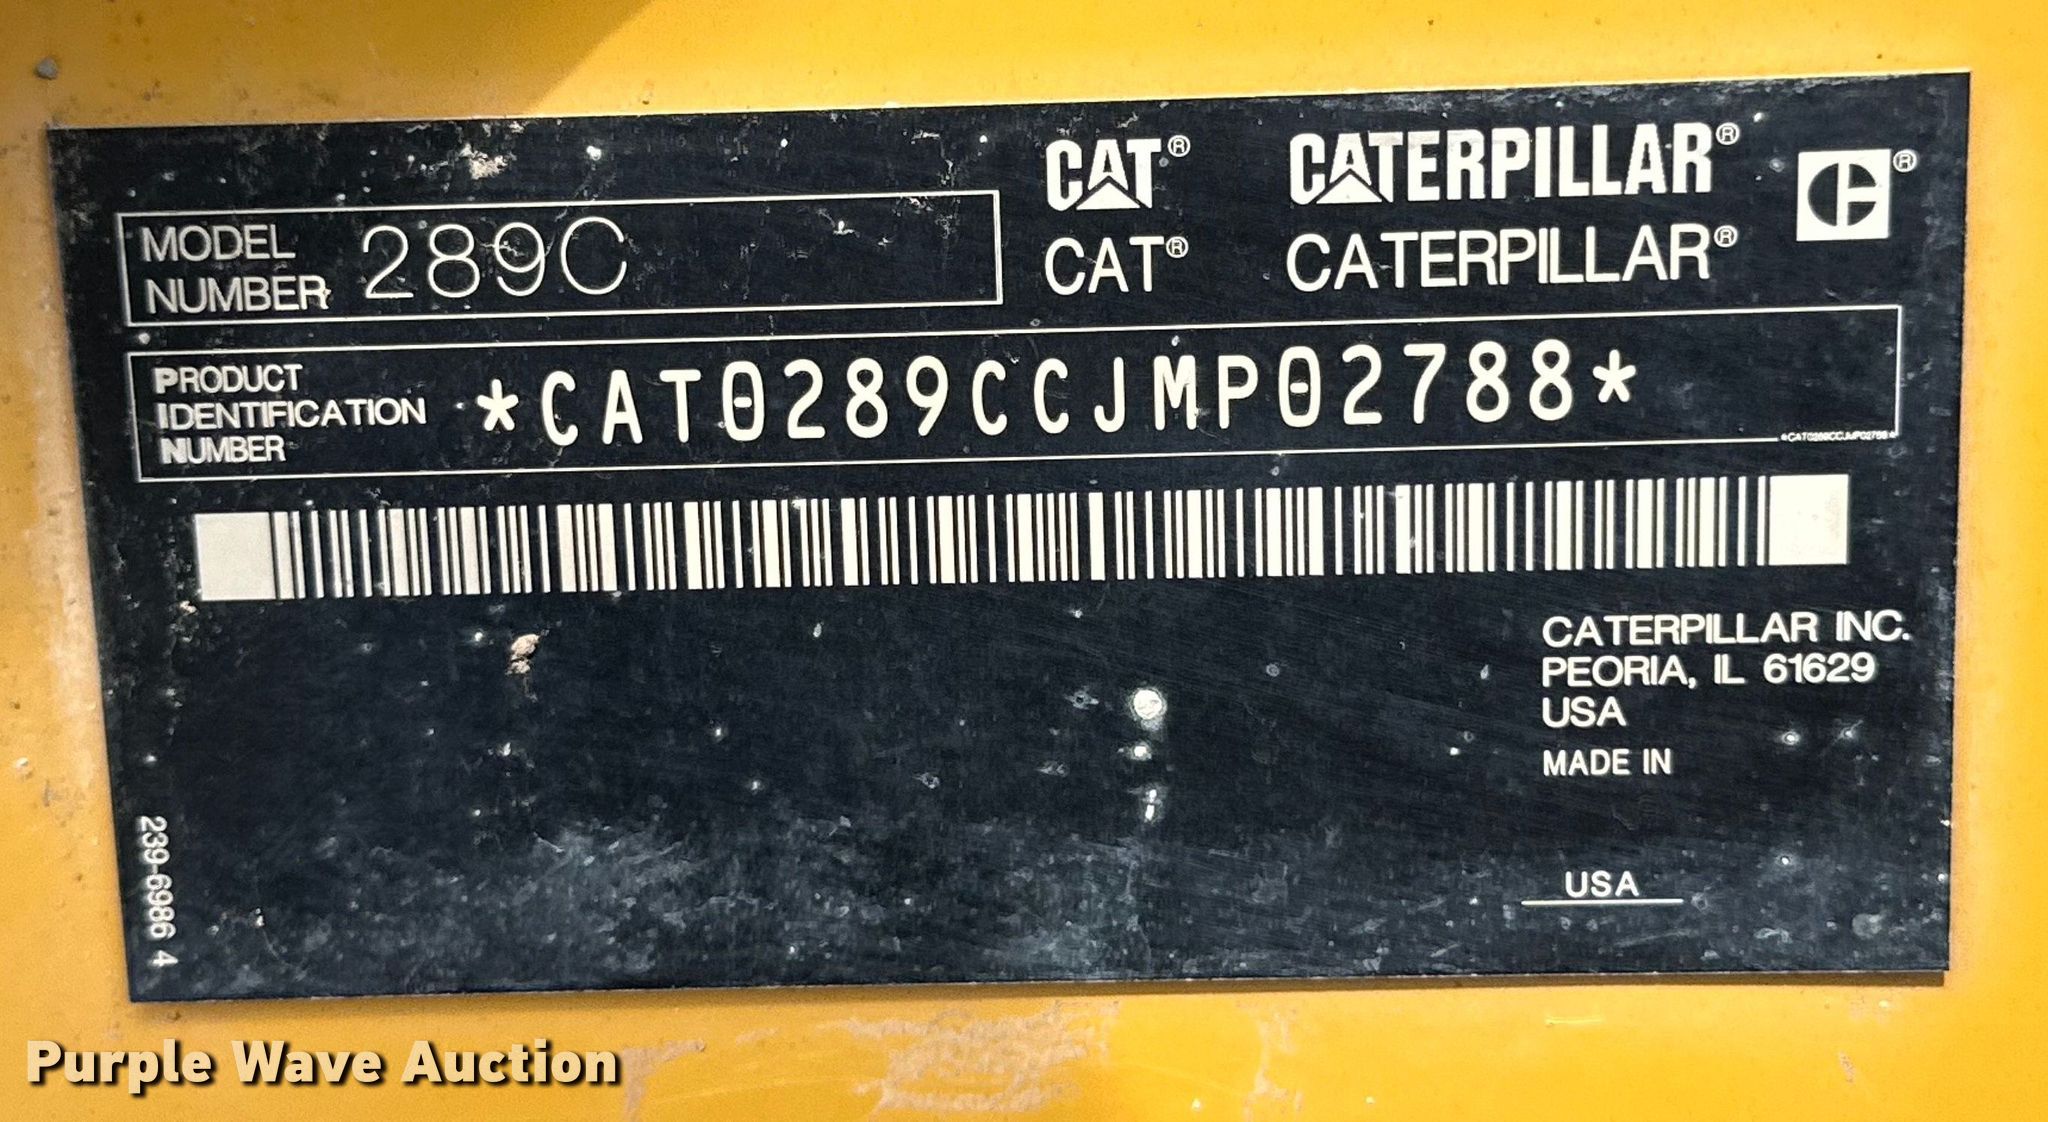 CAT® CATERPILLAR® C®
CAT® CATERPILLAR®
MODEL
NUMBER 289C
PRODUCT
IDENTIFICATION
NUMBER
*CAT0289CCJMP02788*
*CAT0289CCJMP02788*
CATERPILLAR INC.
PEORIA, IL 61629
USA
MADE IN
USA
239-6986 4
Purple Wave Auction